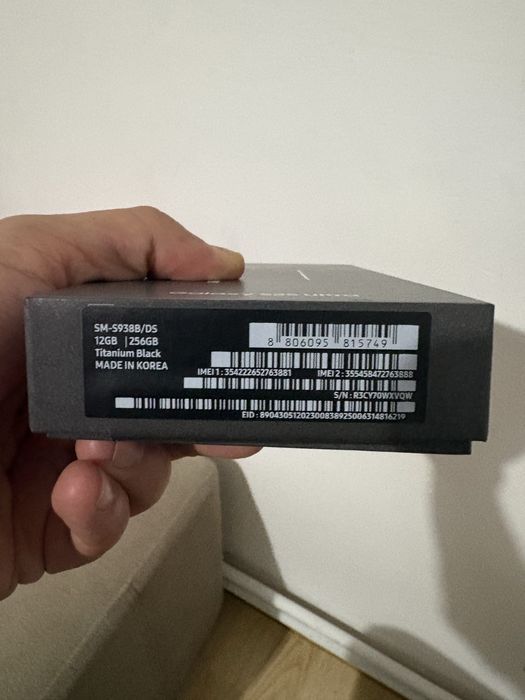 SM-S938B/DS
12GB | 256GB
Titanium Black
MADE IN KOREA
8 806095 815749
IMEI 1 : 354222652763881
IMEI 2 : 355458472763888
S/N : R3CY70WXVQW
EID : 89043051202300838925006314816219